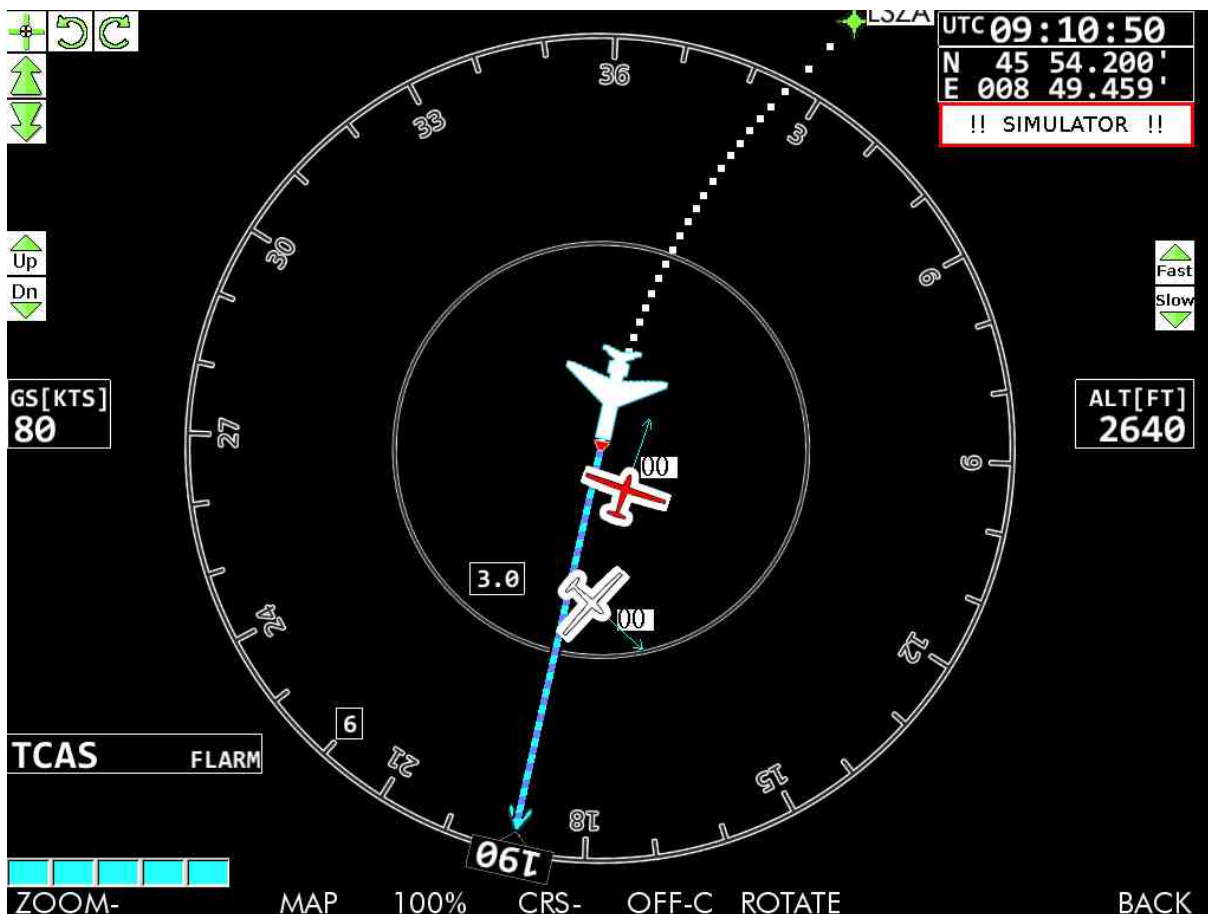 LSZA
UTC 09:10:50
N 45 54.200'
E 008 49.459'
!! SIMULATOR !!
36
33
3
30
6
Up
Dn
Fast
Slow
GS[KTS]
80
27
9
ALT[FT]
2640
00
3.0
00
24
12
6
TCAS FLARM
21
15
18
190
ZOOM- MAP 100% CRS- OFF-C ROTATE BACK